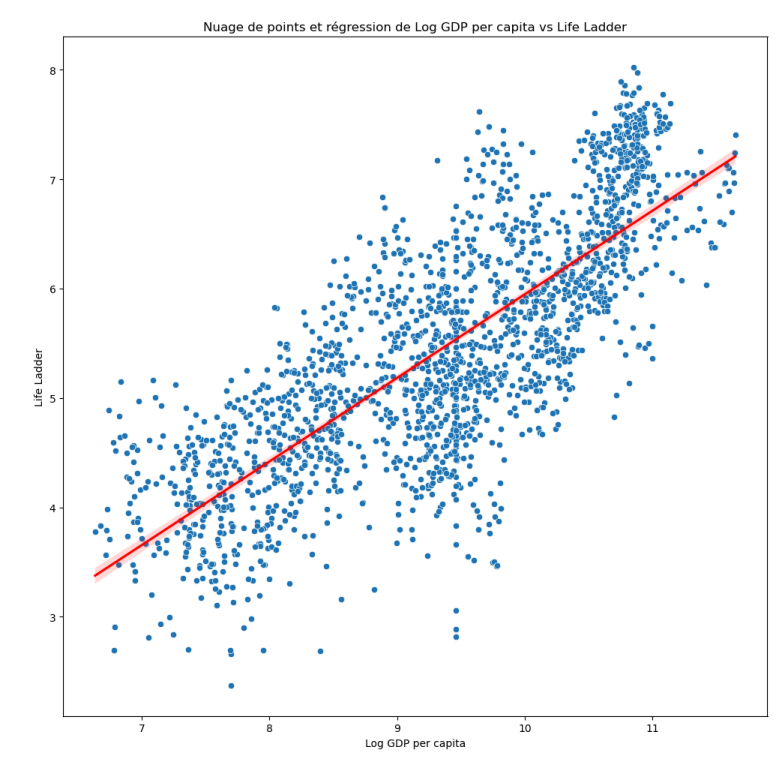 Nuage de points et régression de Log GDP per capita vs Life Ladder
8
7
6
5
4
3
Life Ladder
7 8 9 10 11
Log GDP per capita